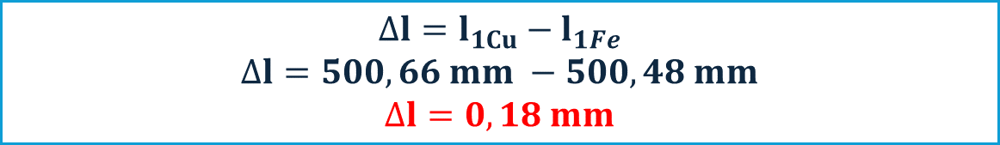 Δl = l₁Cu − l₁Fe
Δl = 500,66 mm − 500,48 mm
Δl = 0,18 mm